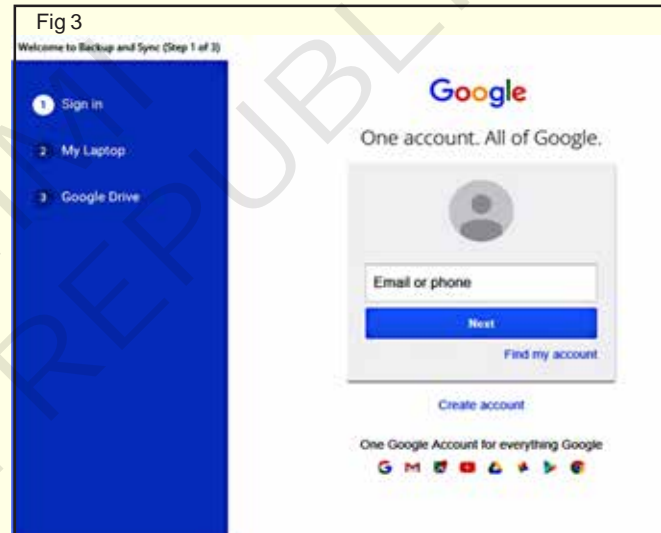 Fig 3
Welcome to Backup and Sync (Step 1 of 3)
1 Sign in
2 My Laptop
3 Google Drive
Google
One account. All of Google.
Email or phone
Next
Find my account
Create account
One Google Account for everything Google